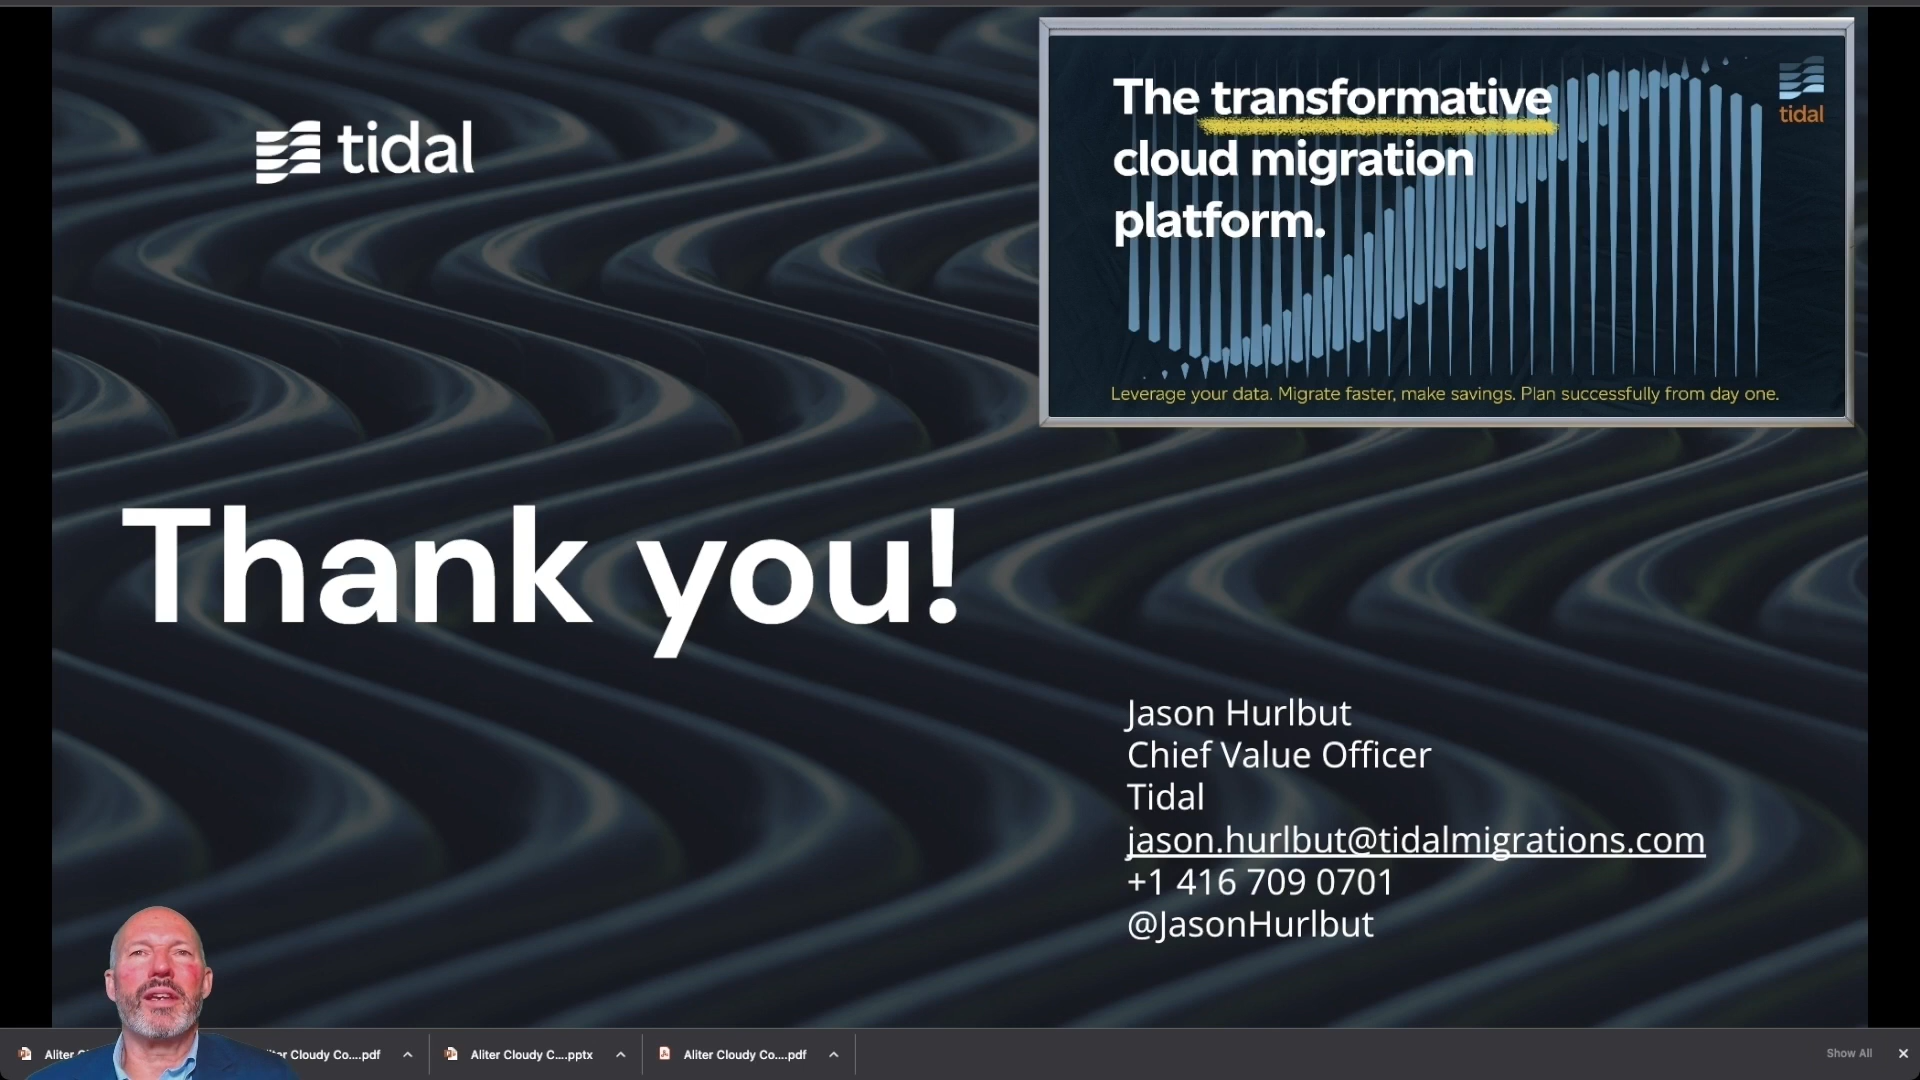 tidal
The transformative
cloud migration
platform.
tidal
Leverage your data. Migrate faster, make savings. Plan successfully from day one.
Thank you!
Jason Hurlbut
Chief Value Officer
Tidal
jason.hurlbut@tidalmigrations.com
+1 416 709 0701
@JasonHurlbut
Aliter Cloudy Co....pdf
Aliter Cloudy C....pptx
Aliter Cloudy Co....pdf
Show All